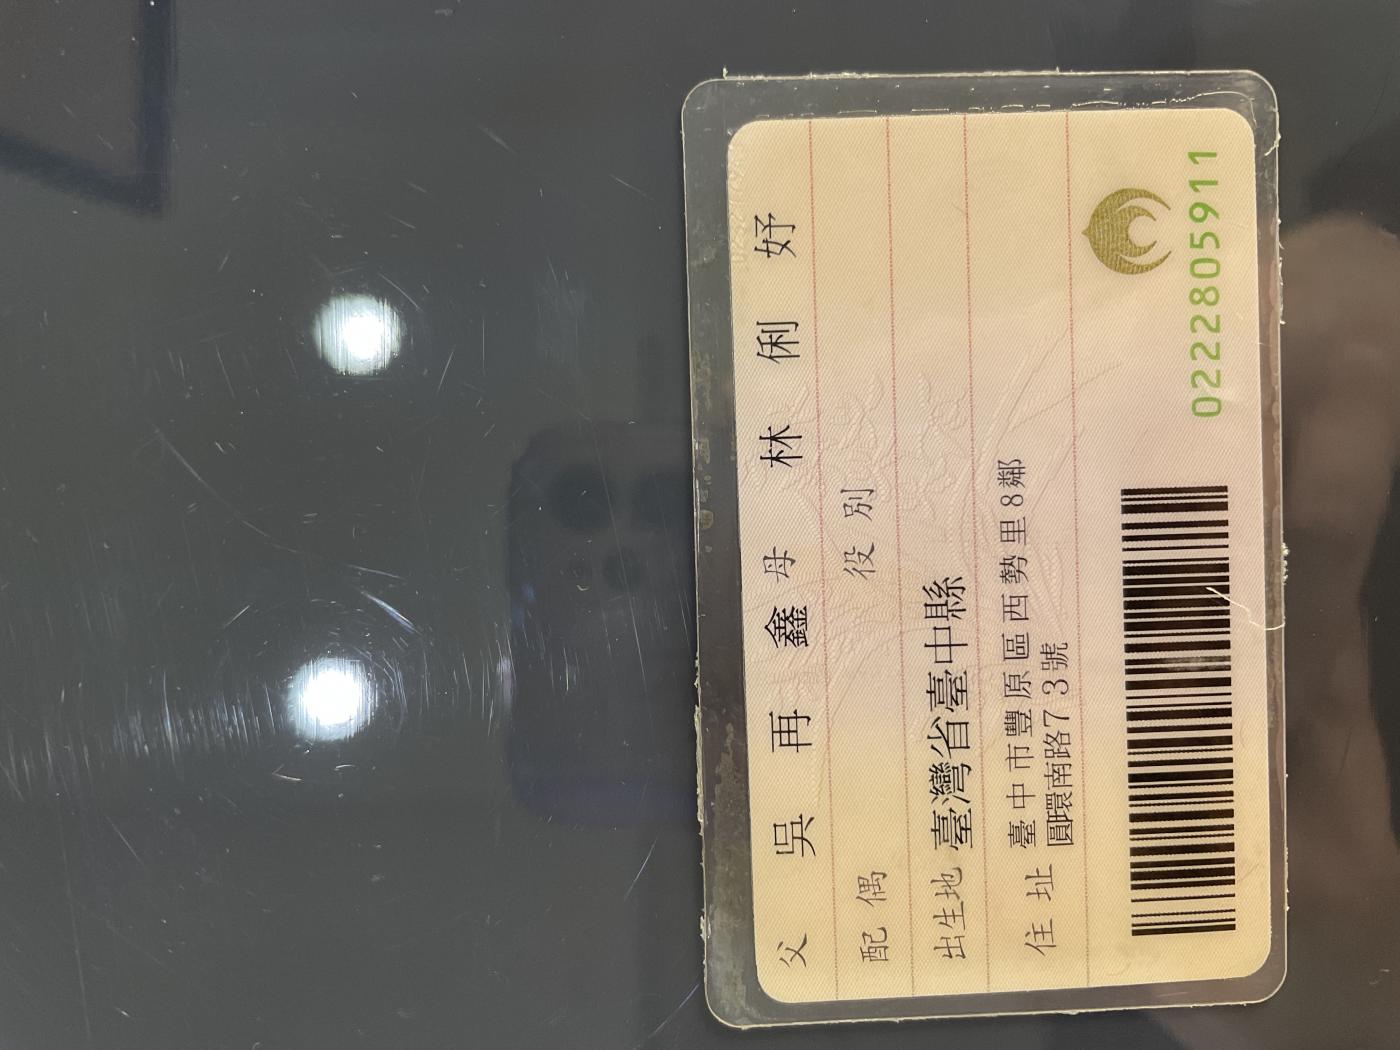 父 吳再鑫 母 林俐妤
配偶 役別
出生地 臺灣省臺中縣
住址 臺中市豐原區西勢里8鄰
圓環南路73號
0222805911